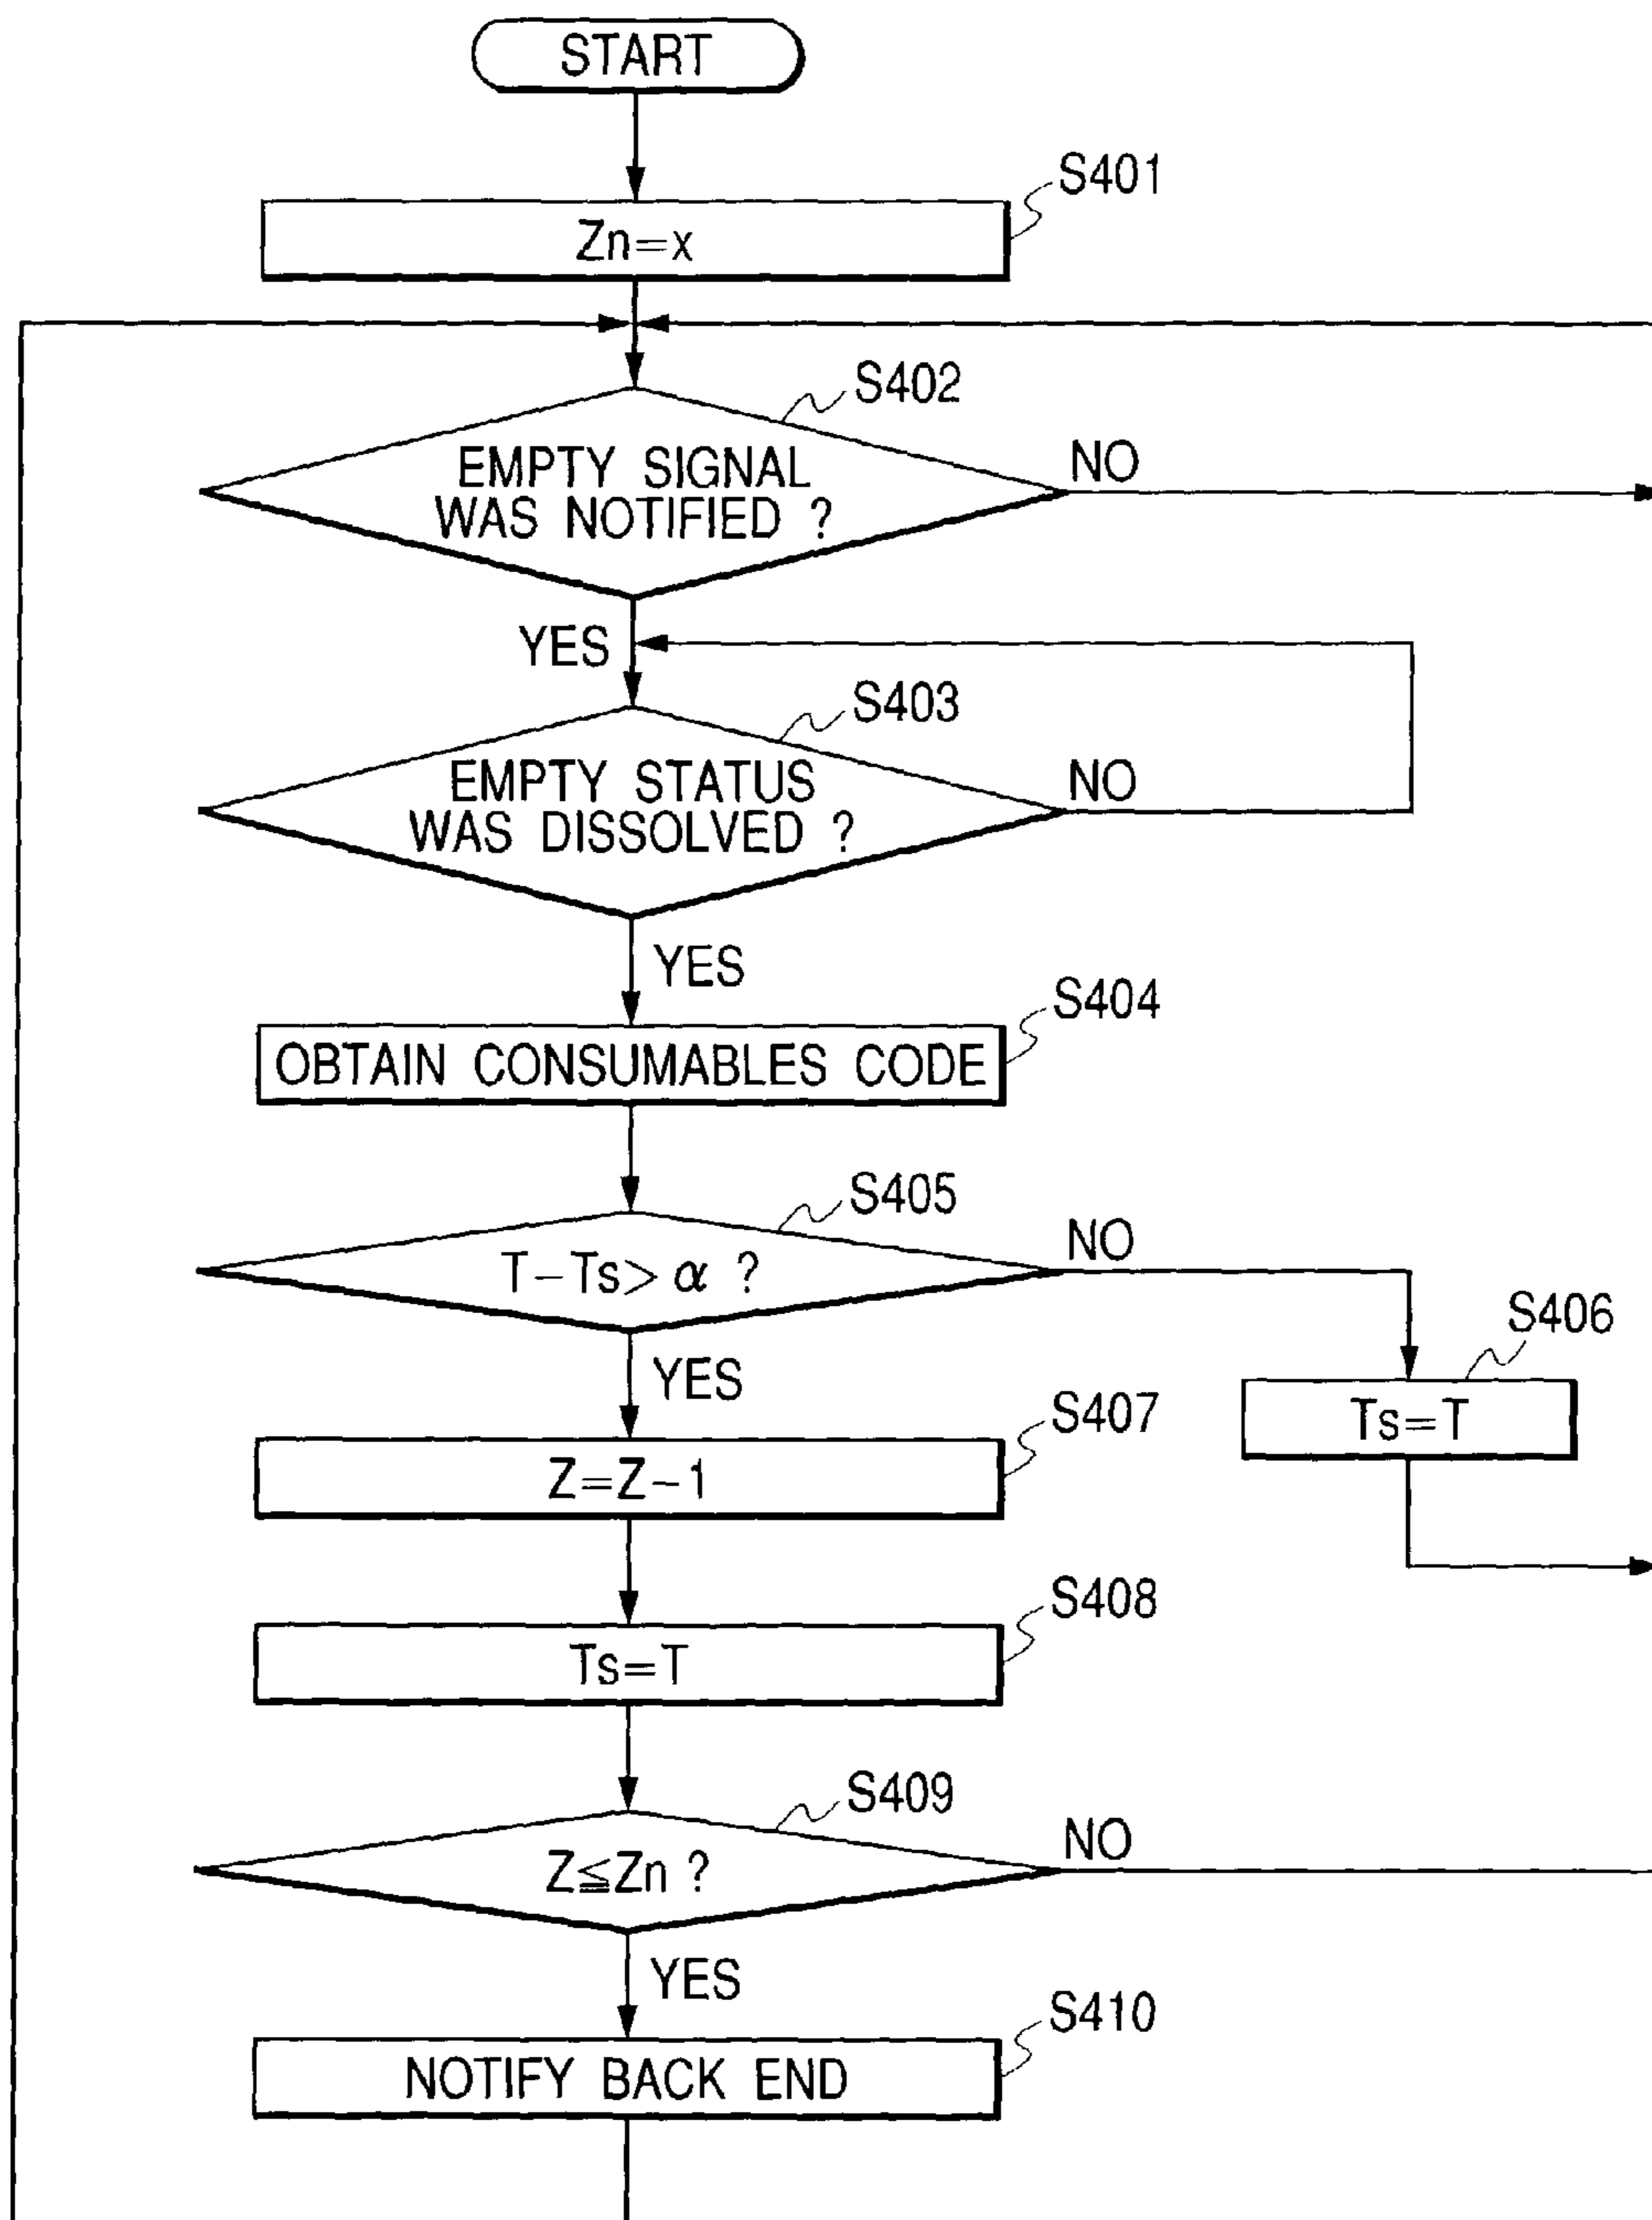 START
S401
Zn=x
S402
EMPTY SIGNAL
WAS NOTIFIED ?
NO
YES
S403
EMPTY STATUS
WAS DISSOLVED ?
NO
YES
S404
OBTAIN CONSUMABLES CODE
S405
T-Ts> α ?
NO
S406
Ts=T
YES
S407
Z=Z-1
S408
Ts=T
S409
Z≦Zn ?
NO
YES
S410
NOTIFY BACK END